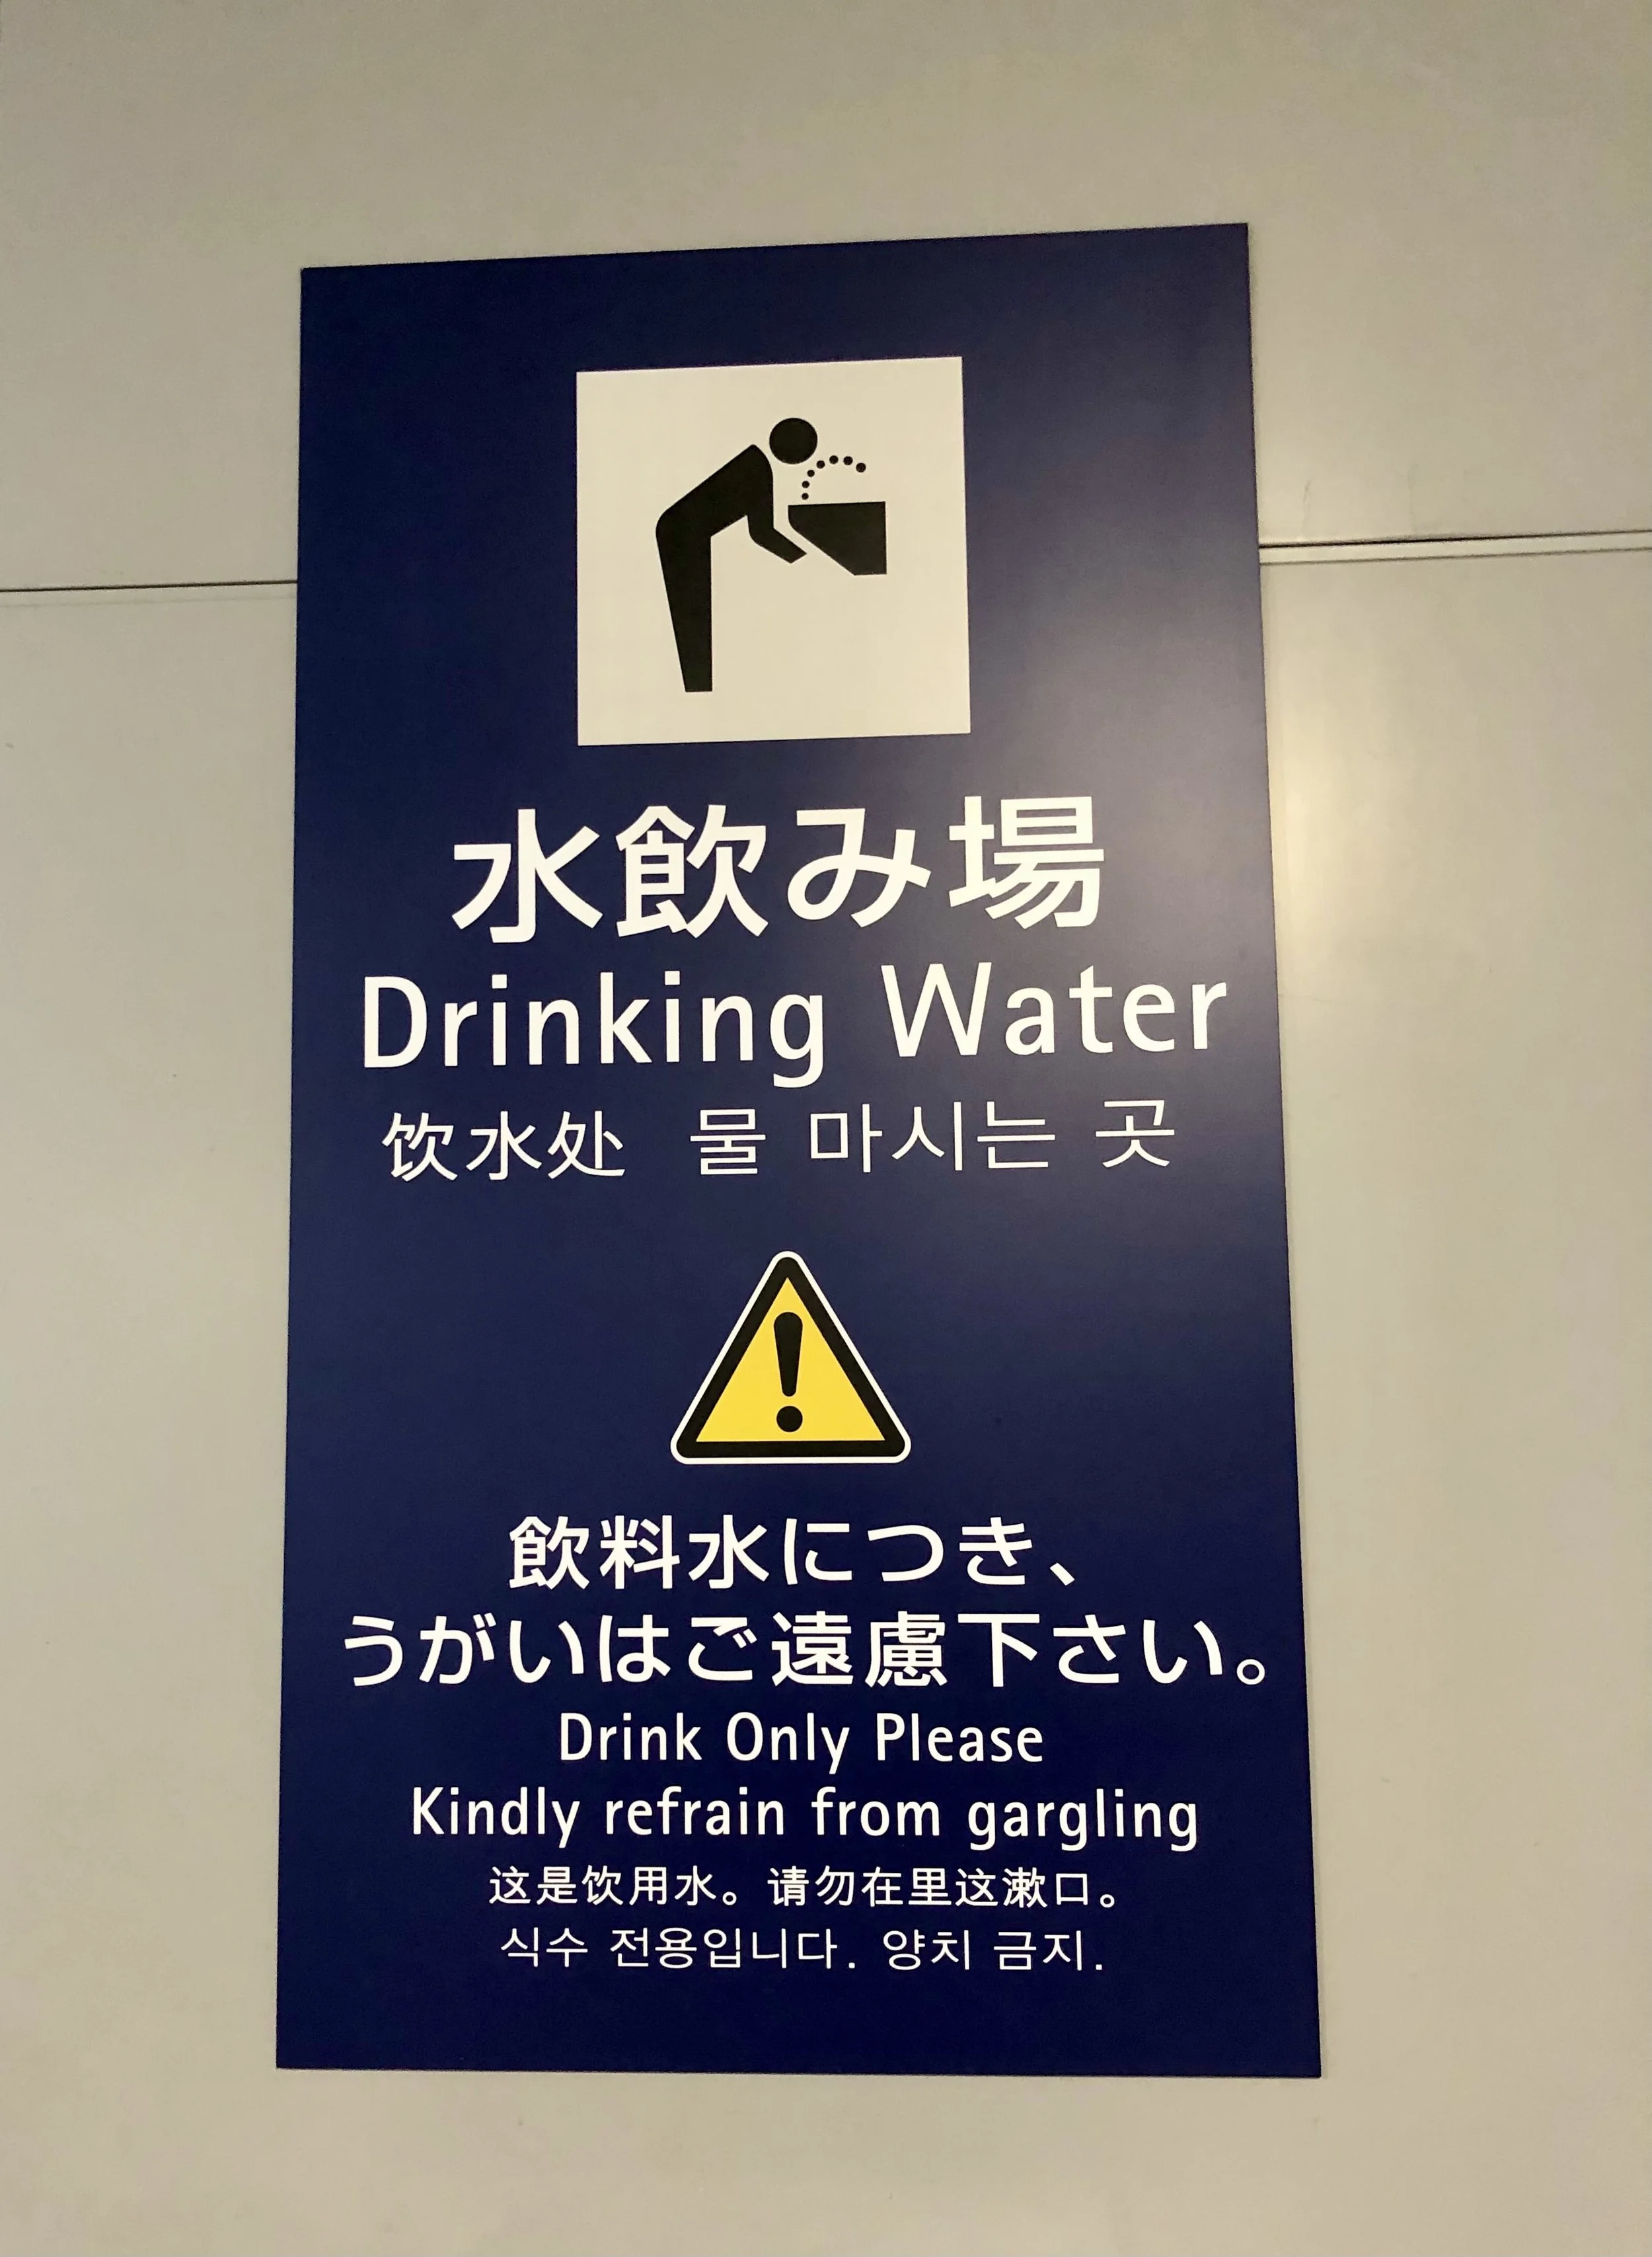 水飲み場
Drinking Water
饮水处 물 마시는 곳
飲料水につき、
うがいはご遠慮下さい。
Drink Only Please
Kindly refrain from gargling
这是饮用水。请勿在里这漱口。
식수 전용입니다. 양치 금지.